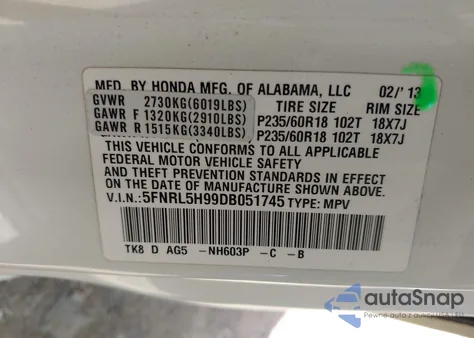 MFD. BY HONDA MFG. OF ALABAMA, LLC 02/'13
GVWR 2730KG(6019LBS) TIRE SIZE RIM SIZE
GAWR F 1320KG(2910LBS) P235/60R18 102T 18X7J
GAWR R 1515KG(3340LBS) P235/60R18 102T 18X7J
THIS VEHICLE CONFORMS TO ALL APPLICABLE
FEDERAL MOTOR VEHICLE SAFETY
AND THEFT PREVENTION STANDARDS IN EFFECT
ON THE DATE OF MANUFACTURE SHOWN ABOVE.
V.I.N.: 5FNRL5H99DB051745 TYPE: MPV
TK8 D AG5 -NH603P -C -B
autoSnap
Pewne auto z